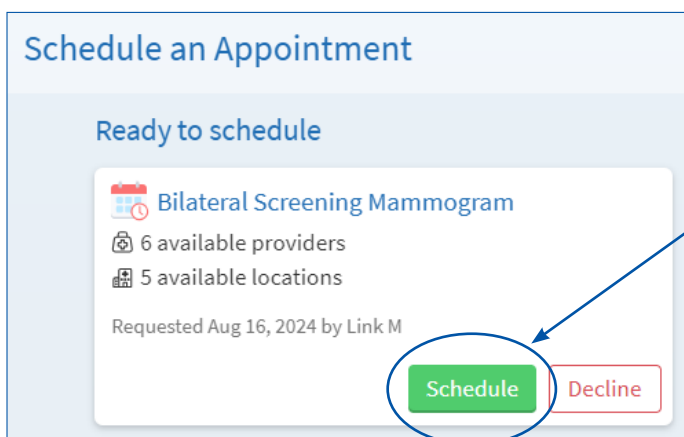 Schedule an Appointment
Ready to schedule
Bilateral Screening Mammogram
6 available providers
5 available locations
Requested Aug 16, 2024 by Link M
Schedule Decline